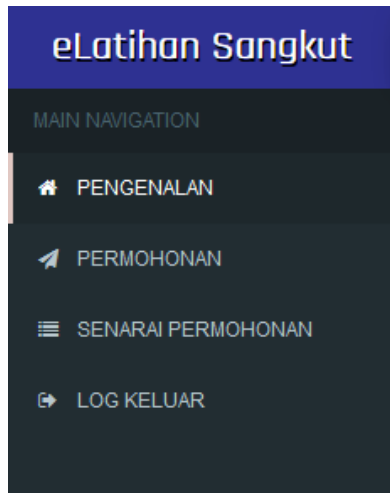 eLatihan Sangkut
MAIN NAVIGATION
PENGENALAN
PERMOHONAN
SENARAI PERMOHONAN
LOG KELUAR